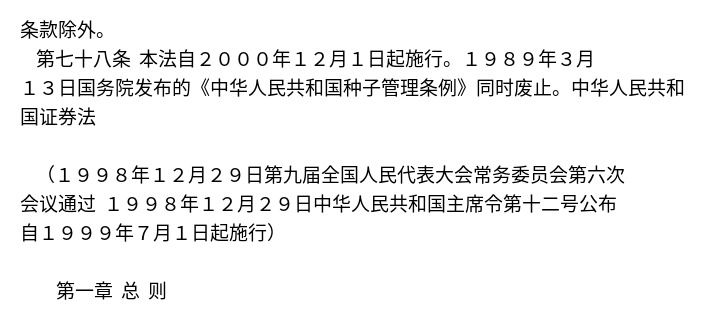 条款除外。
第七十八条  本法自２０００年１２月１日起施行。１９８９年３月
１３日国务院发布的《中华人民共和国种子管理条例》同时废止。中华人民共和
国证券法
（１９９８年１２月２９日第九届全国人民代表大会常务委员会第六次
会议通过  １９９８年１２月２９日中华人民共和国主席令第十二号公布
自１９９９年７月１日起施行）
第一章  总  则